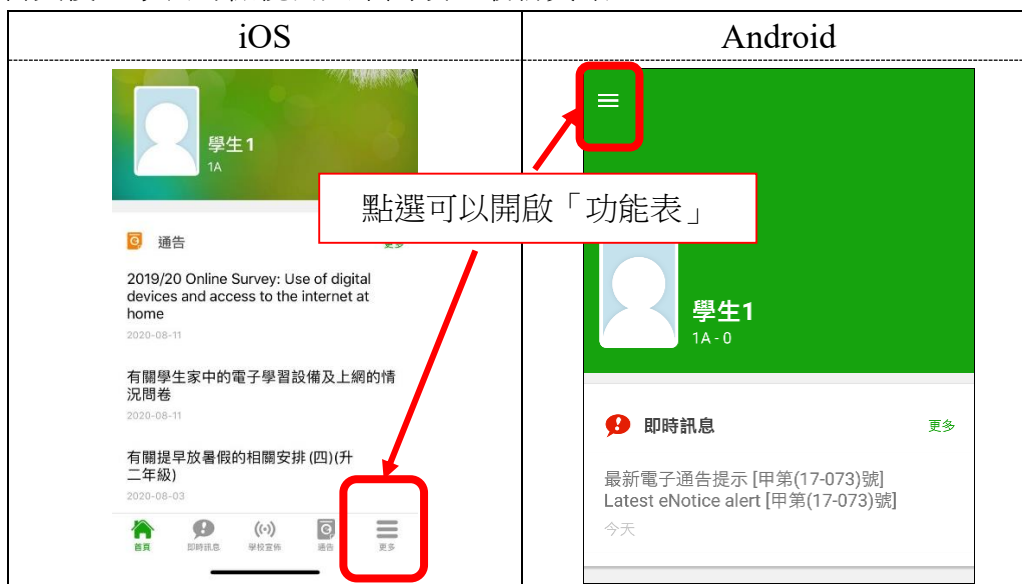 iOS
Android
學生1
1A
點選可以開啟「功能表」
通告
更多
2019/20 Online Survey: Use of digital
devices and access to the internet at
home
2020-08-11
有關學生家中的電子學習設備及上網的情
況問卷
2020-08-11
有關提早放暑假的相關安排 (四)(升
二年級)
2020-08-03
首頁
即時訊息
學校宣佈
通告
更多
學生1
1A - 0
即時訊息
更多
最新電子通告提示 [甲第(17-073)號]
Latest eNotice alert [甲第(17-073)號]
今天